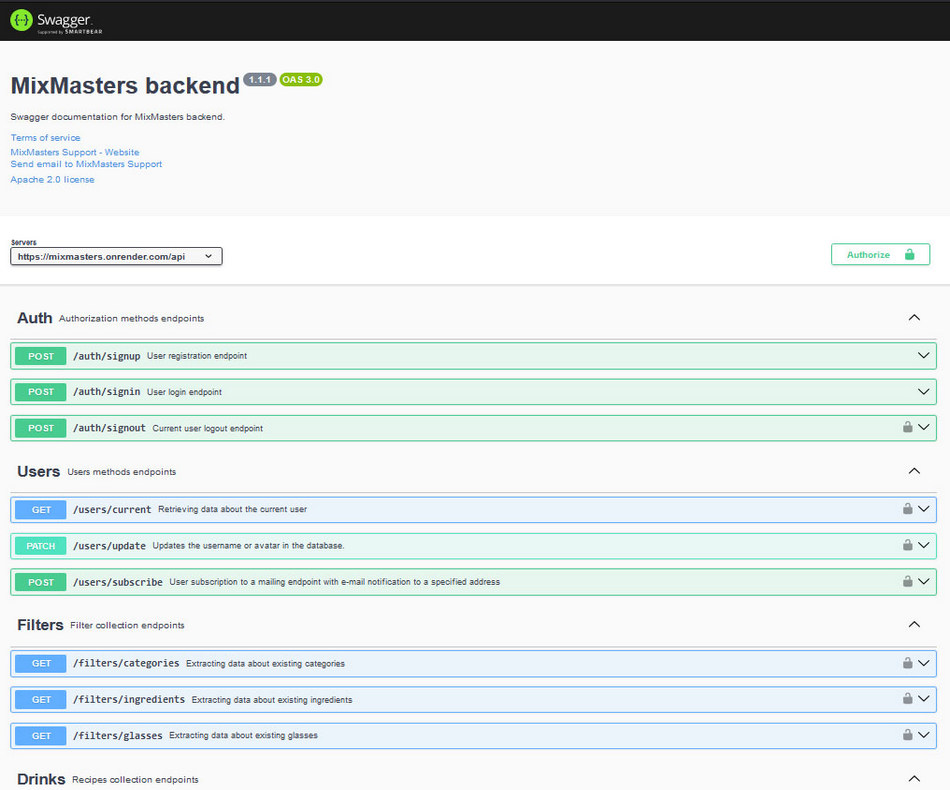 Swagger.
Supported by SMARTBEAR
MixMasters backend 1.1.1 OAS 3.0
Swagger documentation for MixMasters backend.
Terms of service
MixMasters Support - Website
Send email to MixMasters Support
Apache 2.0 license
Servers
https://mixmasters.onrender.com/api
Authorize
Auth Authorization methods endpoints
POST /auth/signup User registration endpoint
POST /auth/signin User login endpoint
POST /auth/signout Current user logout endpoint
Users Users methods endpoints
GET /users/current Retrieving data about the current user
PATCH /users/update Updates the username or avatar in the database.
POST /users/subscribe User subscription to a mailing endpoint with e-mail notification to a specified address
Filters Filter collection endpoints
GET /filters/categories Extracting data about existing categories
GET /filters/ingredients Extracting data about existing ingredients
GET /filters/glasses Extracting data about existing glasses
Drinks Recipes collection endpoints